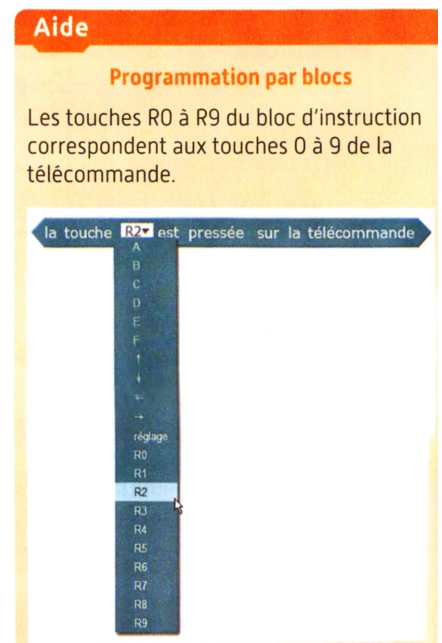 Aide
Programmation par blocs
Les touches R0 à R9 du bloc d'instruction
correspondent aux touches 0 à 9 de la
télécommande.
la touche R2▾ est pressée sur la télécommande
A
B
C
D
E
F
↑
↓
←
→
réglage
R0
R1
R2
R3
R4
R5
R6
R7
R8
R9